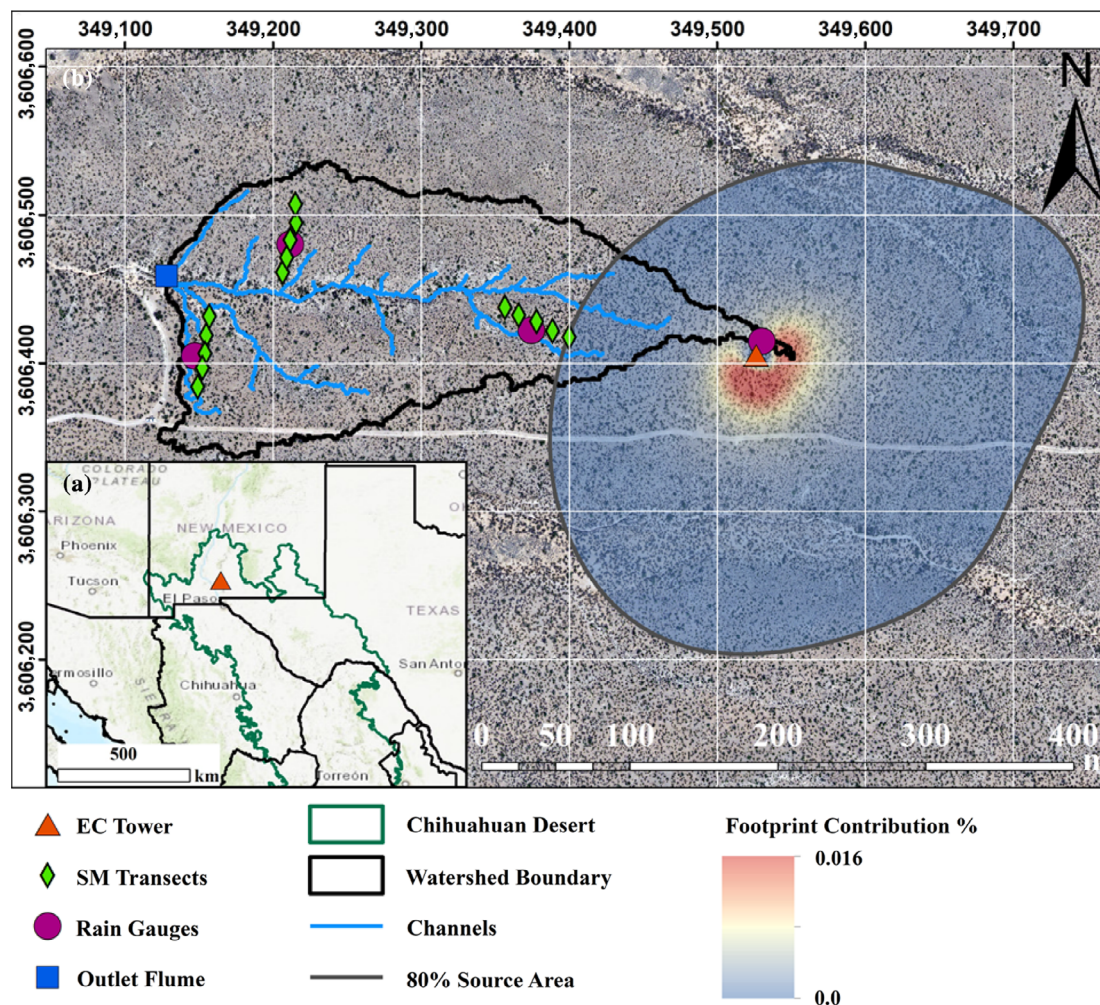 349,100 349,200 349,300 349,400 349,500 349,600 349,700
3,606,600
3,606,500
3,606,400
3,606,300
3,606,200
(b)
N
(a)
COLORADO
PLATEAU
ARIZONA
NEW MEXICO
Phoenix
Tucson
El Paso
TEXAS
San Anto
ermosillo
SIERRA
Chihuahua
Torreón
500
km
0 50 100 200 300 400
m
EC Tower
SM Transects
Rain Gauges
Outlet Flume
Chihuahuan Desert
Watershed Boundary
Channels
80% Source Area
Footprint Contribution %
0.016
0.0